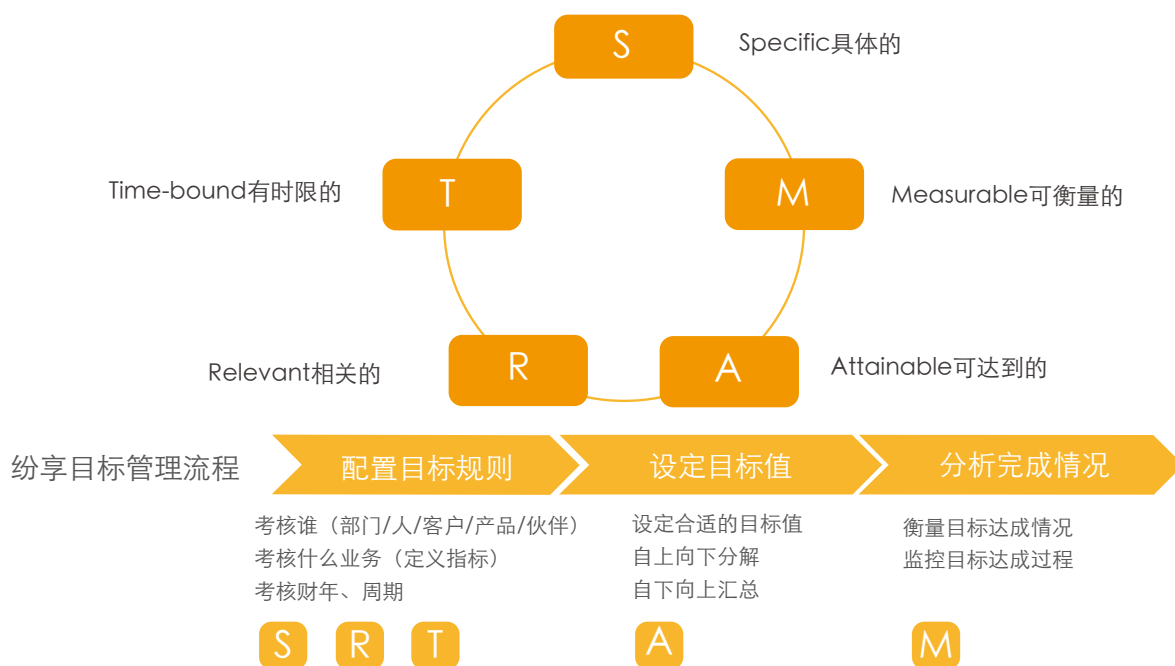 S
Specific具体的
T
Time-bound有时限的
M
Measurable可衡量的
R
Relevant相关的
A
Attainable可达到的
纷享目标管理流程
配置目标规则
设定目标值
分析完成情况
考核谁（部门/人/客户/产品/伙伴）
考核什么业务（定义指标）
考核财年、周期
设定合适的目标值
自上向下分解
自下向上汇总
衡量目标达成情况
监控目标达成过程
S R T
A
M